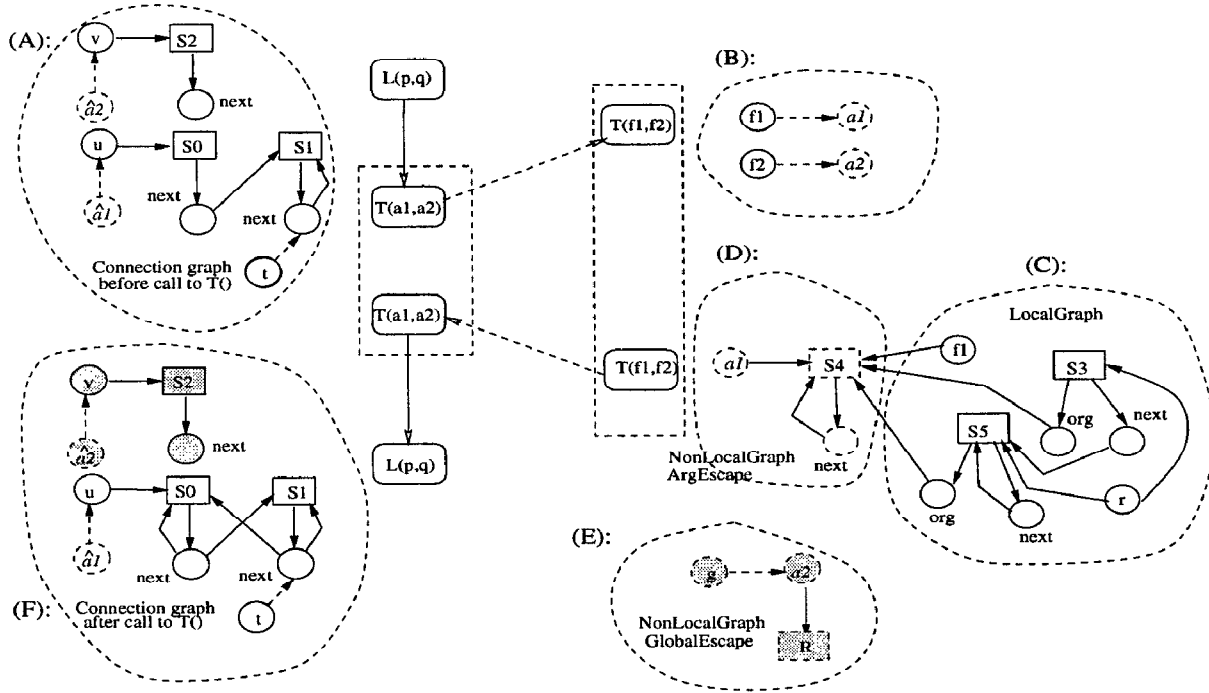 (A):
v
S2
â2
next
u
S0
S1
next
next
â1
t
Connection graph
before call to T()
L(p,q)
T(a1,a2)
T(a1,a2)
L(p,q)
T(f1,f2)
T(f1,f2)
(B):
f1
a1
f2
a2
(D):
a1
S4
next
NonLocalGraph
ArgEscape
(C):
LocalGraph
f1
S3
org
next
S5
org
next
r
(E):
g
a2
R
NonLocalGraph
GlobalEscape
v
S2
â2
next
u
S0
S1
â1
next
next
t
(F):
Connection graph
after call to T()